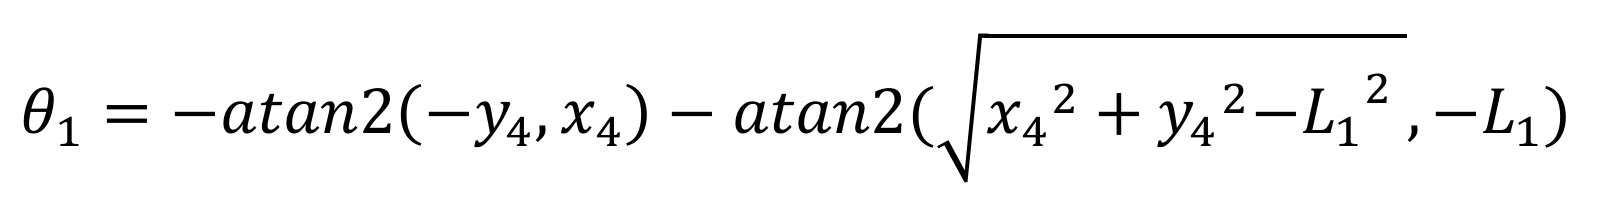 θ₁ = −atan2(−y₄, x₄) − atan2(√(x₄² + y₄² − L₁²), −L₁)